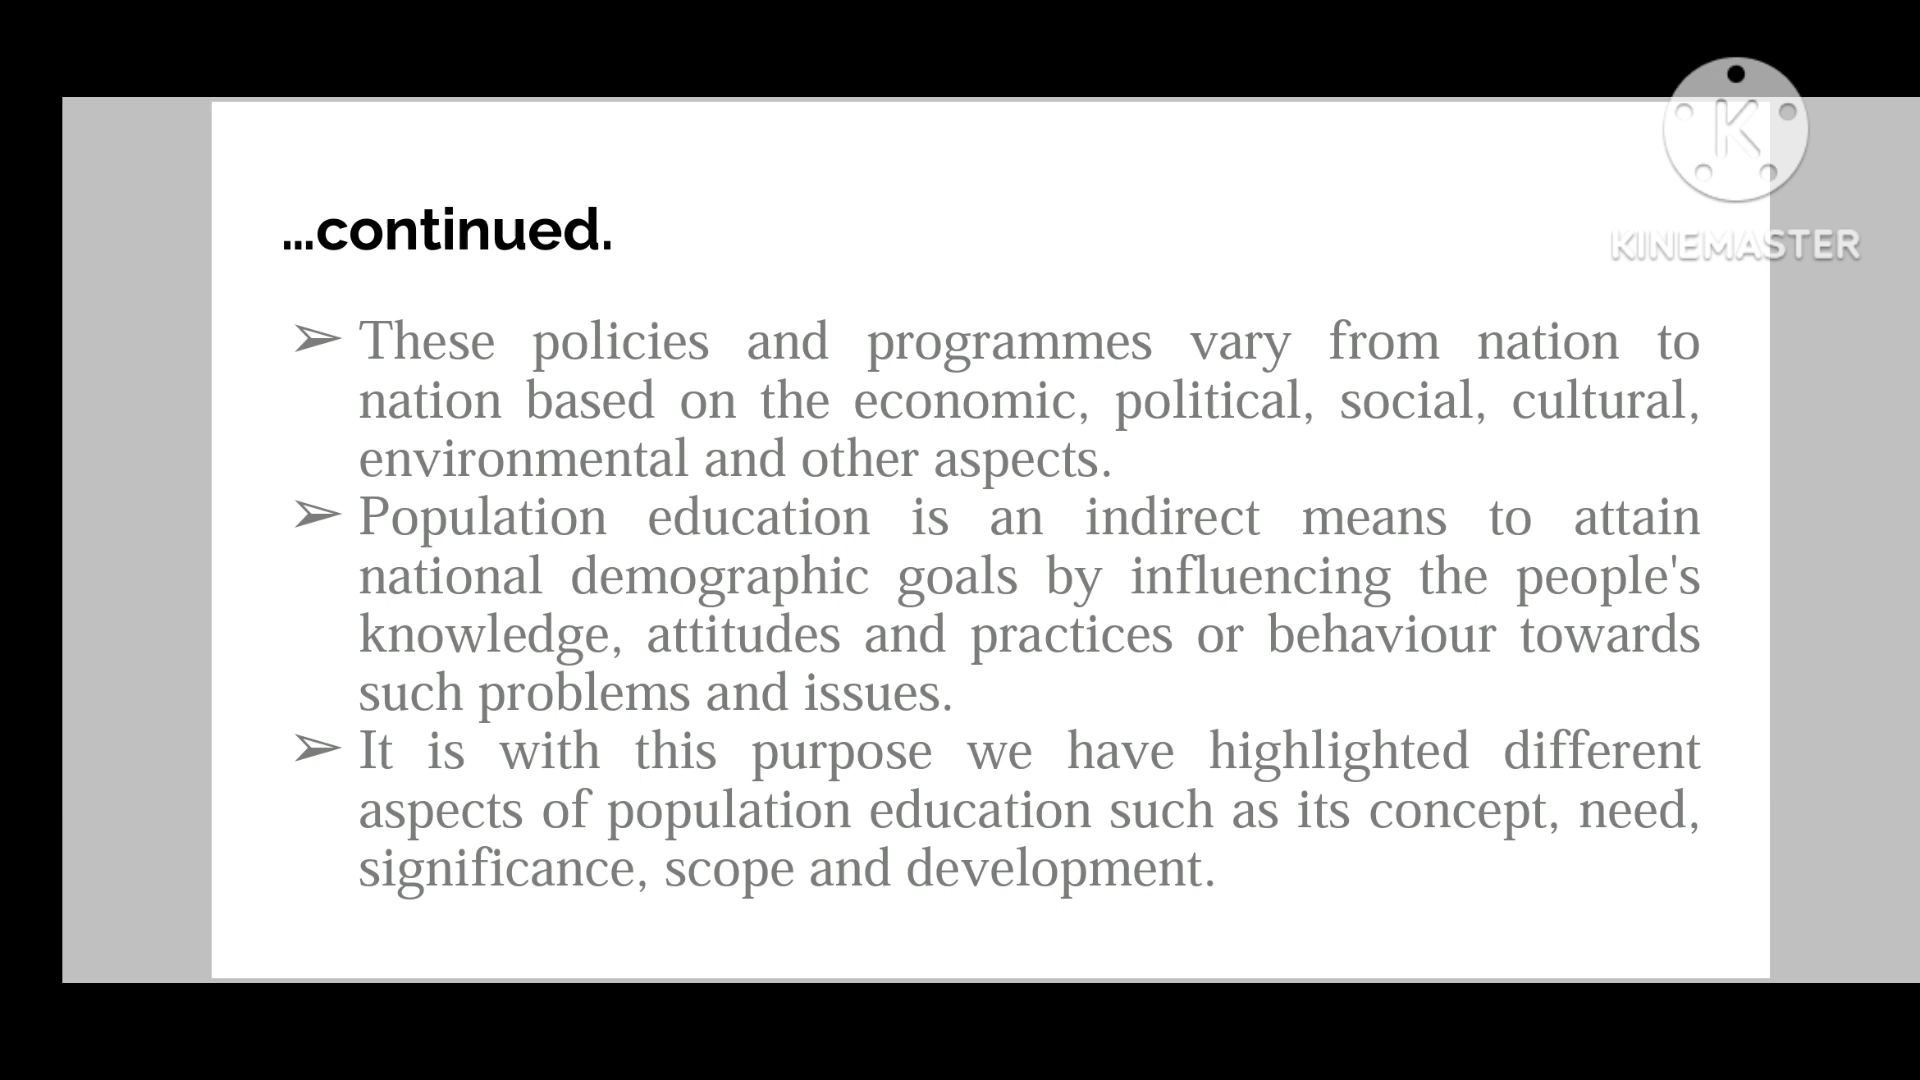 ...continued.
➢ These policies and programmes vary from nation to
nation based on the economic, political, social, cultural,
environmental and other aspects.
➢ Population education is an indirect means to attain
national demographic goals by influencing the people's
knowledge, attitudes and practices or behaviour towards
such problems and issues.
➢ It is with this purpose we have highlighted different
aspects of population education such as its concept, need,
significance, scope and development.
K
KINEMASTER